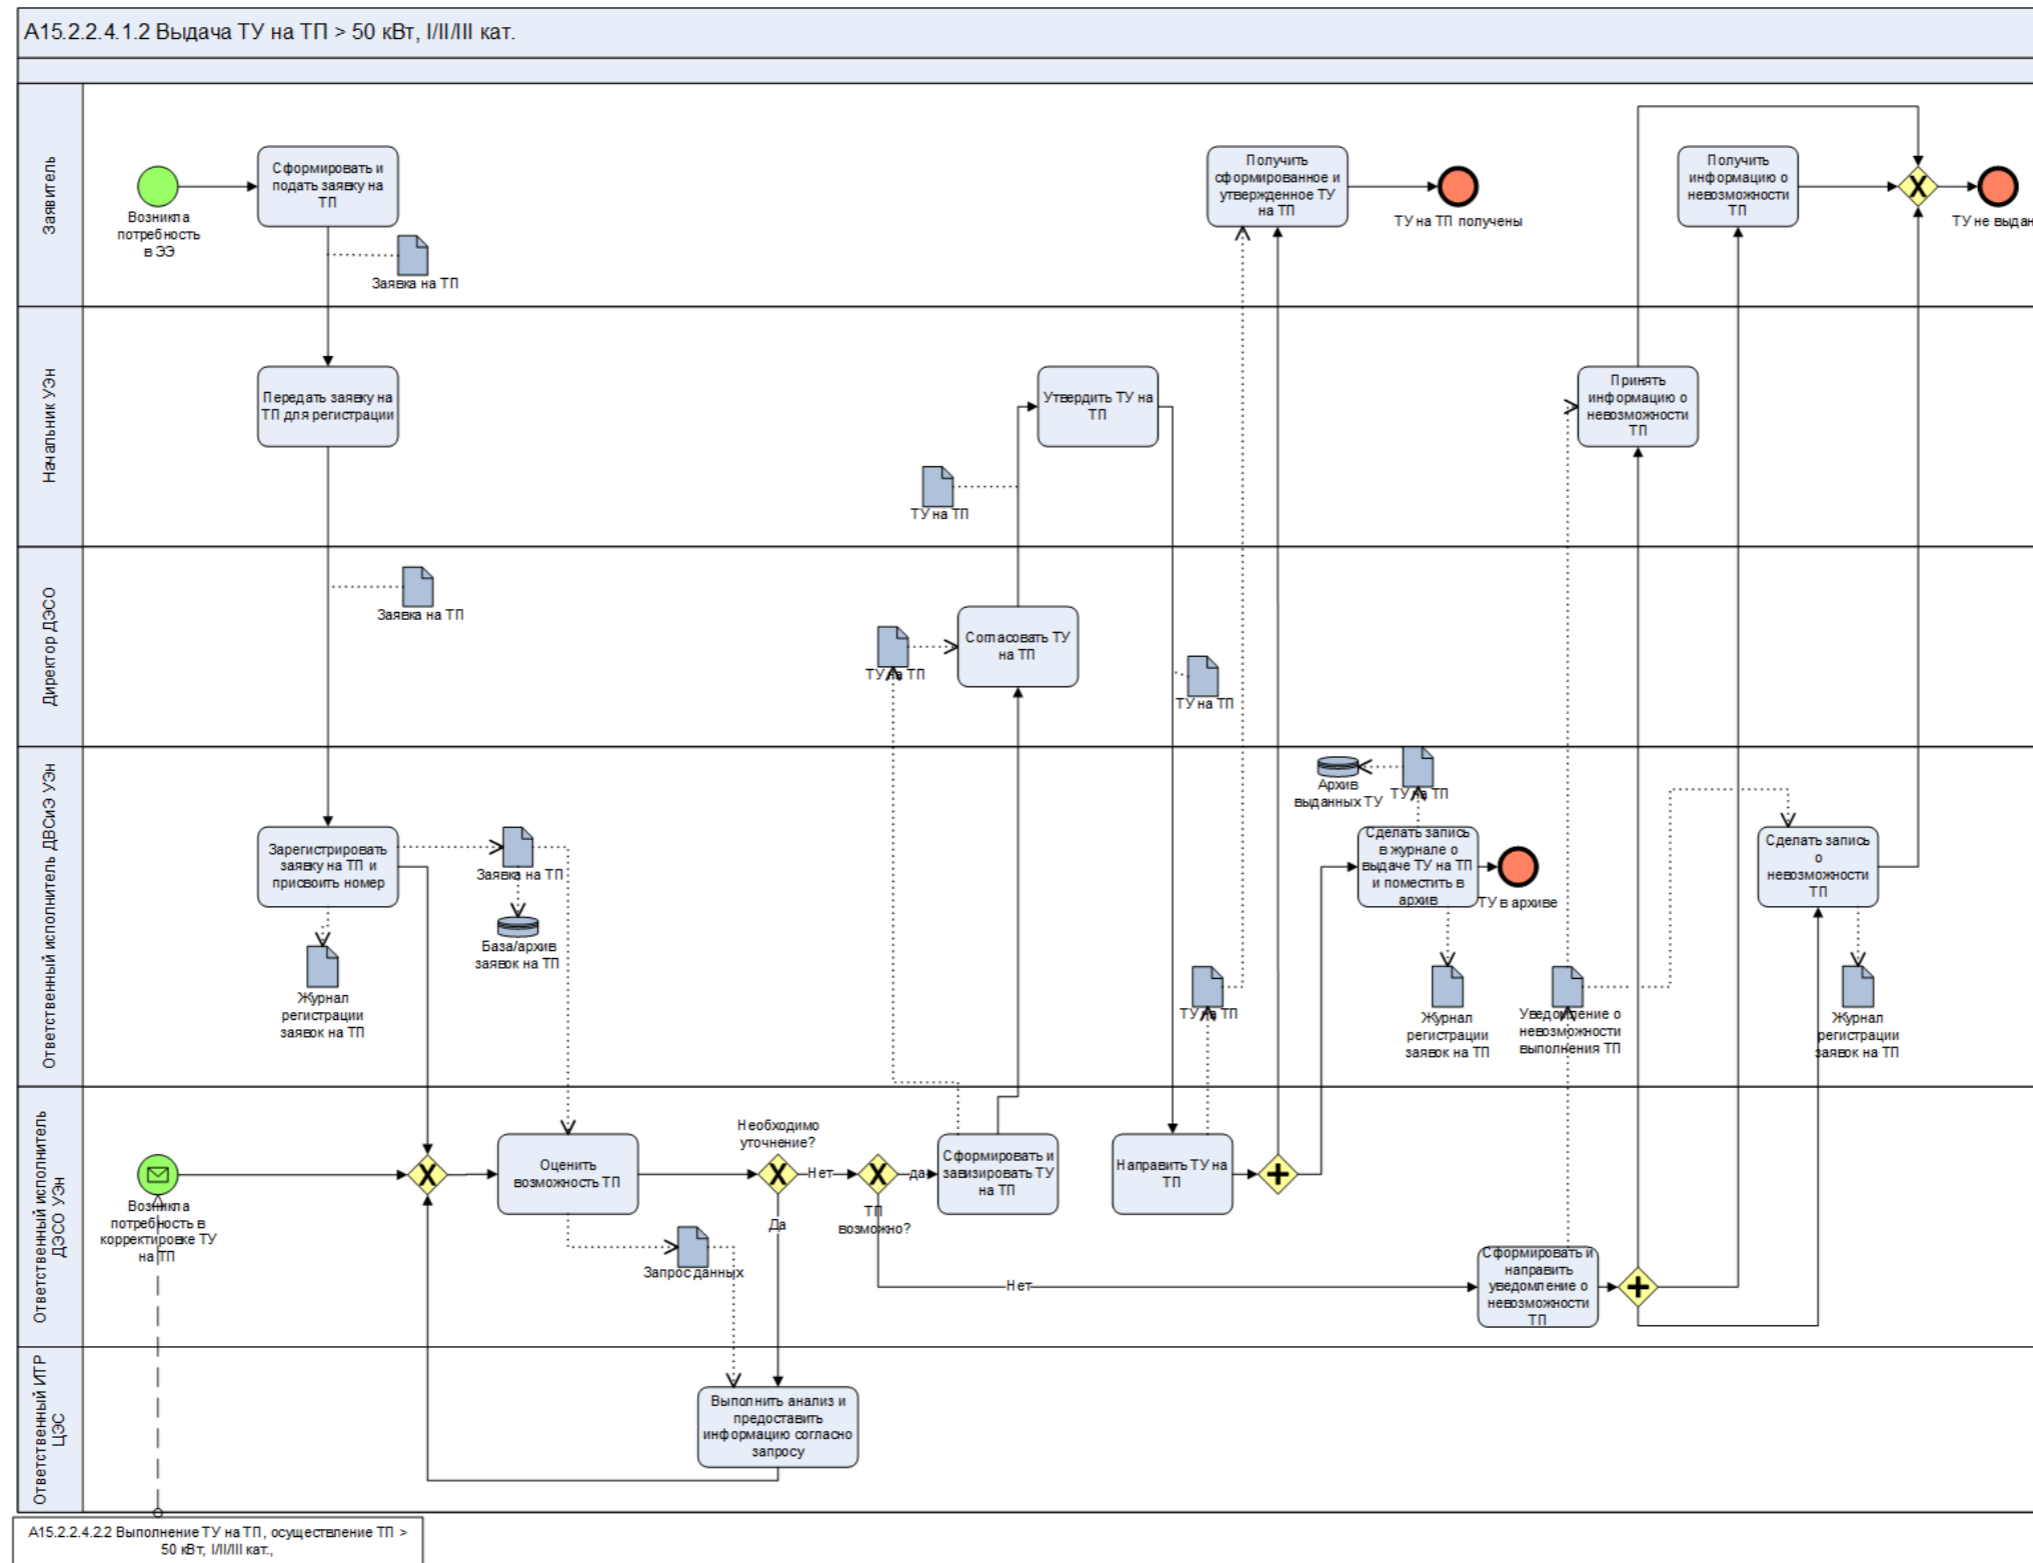 А15.2.2.4.1.2 Выдача ТУ на ТП > 50 кВт, I/II/III кат.
Заявитель
Возникла
потребность
в ЭЭ
Сформировать и
подать заявку на
ТП
Заявка на ТП
Получить
сформированное и
утвержденное ТУ
на ТП
ТУ на ТП получены
Получить
информацию о
невозможности
ТП
ТУ не выдан
Начальник УЭн
Передать заявку на
ТП для регистрации
ТУ на ТП
Утвердить ТУ на
ТП
Принять
информацию о
невозможности
ТП
Директор ДЭСО
Заявка на ТП
ТУ на ТП
Согласовать ТУ
на ТП
ТУ на ТП
Ответственный исполнитель ДВСиЭ УЭн
Зарегистрировать
заявку на ТП и
присвоить номер
Журнал
регистрации
заявок на ТП
Заявка на ТП
База/архив
заявок на ТП
ТУ на ТП
Архив
выданных ТУ
ТУ на ТП
Сделать запись
в журнале о
выдаче ТУ на ТП
и поместить в
архив
ТУ в архиве
Журнал
регистрации
заявок на ТП
Уведомление о
невозможности
выполнения ТП
Сделать запись
о
невозможности
ТП
Журнал
регистрации
заявок на ТП
Ответственный исполнитель
ДЭСО УЭн
Возникла
потребность в
корректировке ТУ
на ТП
Оценить
возможность ТП
Запрос данных
Необходимо
уточнение?
Нет
Да
ТП
возможно?
да
Нет
Сформировать и
завизировать ТУ
на ТП
Направить ТУ на
ТП
Сформировать и
направить
уведомление о
невозможности
ТП
Ответственный ИТР
ЦЭС
Выполнить анализ и
предоставить
информацию согласно
запросу
А15.2.2.4.2.2 Выполнение ТУ на ТП, осуществление ТП >
50 кВт, I/II/III кат.,